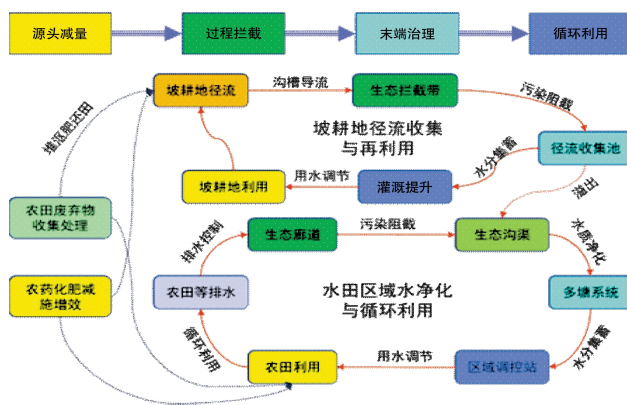 源头减量
过程拦截
末端治理
循环利用
坡耕地径流
沟槽导流
生态拦截带
污染阻截
堆沤肥还田
坡耕地径流收集
与再利用
径流收集池
水分集蓄
坡耕地利用
用水调节
灌溉提升
溢出
农田废弃物
收集处理
排水控制
生态廊道
污染阻截
生态沟渠
水质净化
农药化肥减
施增效
农田等排水
水田区域水净化
与循环利用
多塘系统
循环利用
水分集蓄
农田利用
用水调节
区域调控站